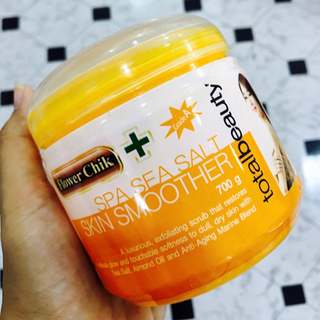 Flower Chik
Grade A
SPA SEA SALT
SKIN SMOOTHER
700 g
totalbeauty
A luxurious, exfoliating scrub that restores
glow and touchable softness to dull, dry skin with
Sea Salt, Almond Oil and Anti-Aging Marine Blend